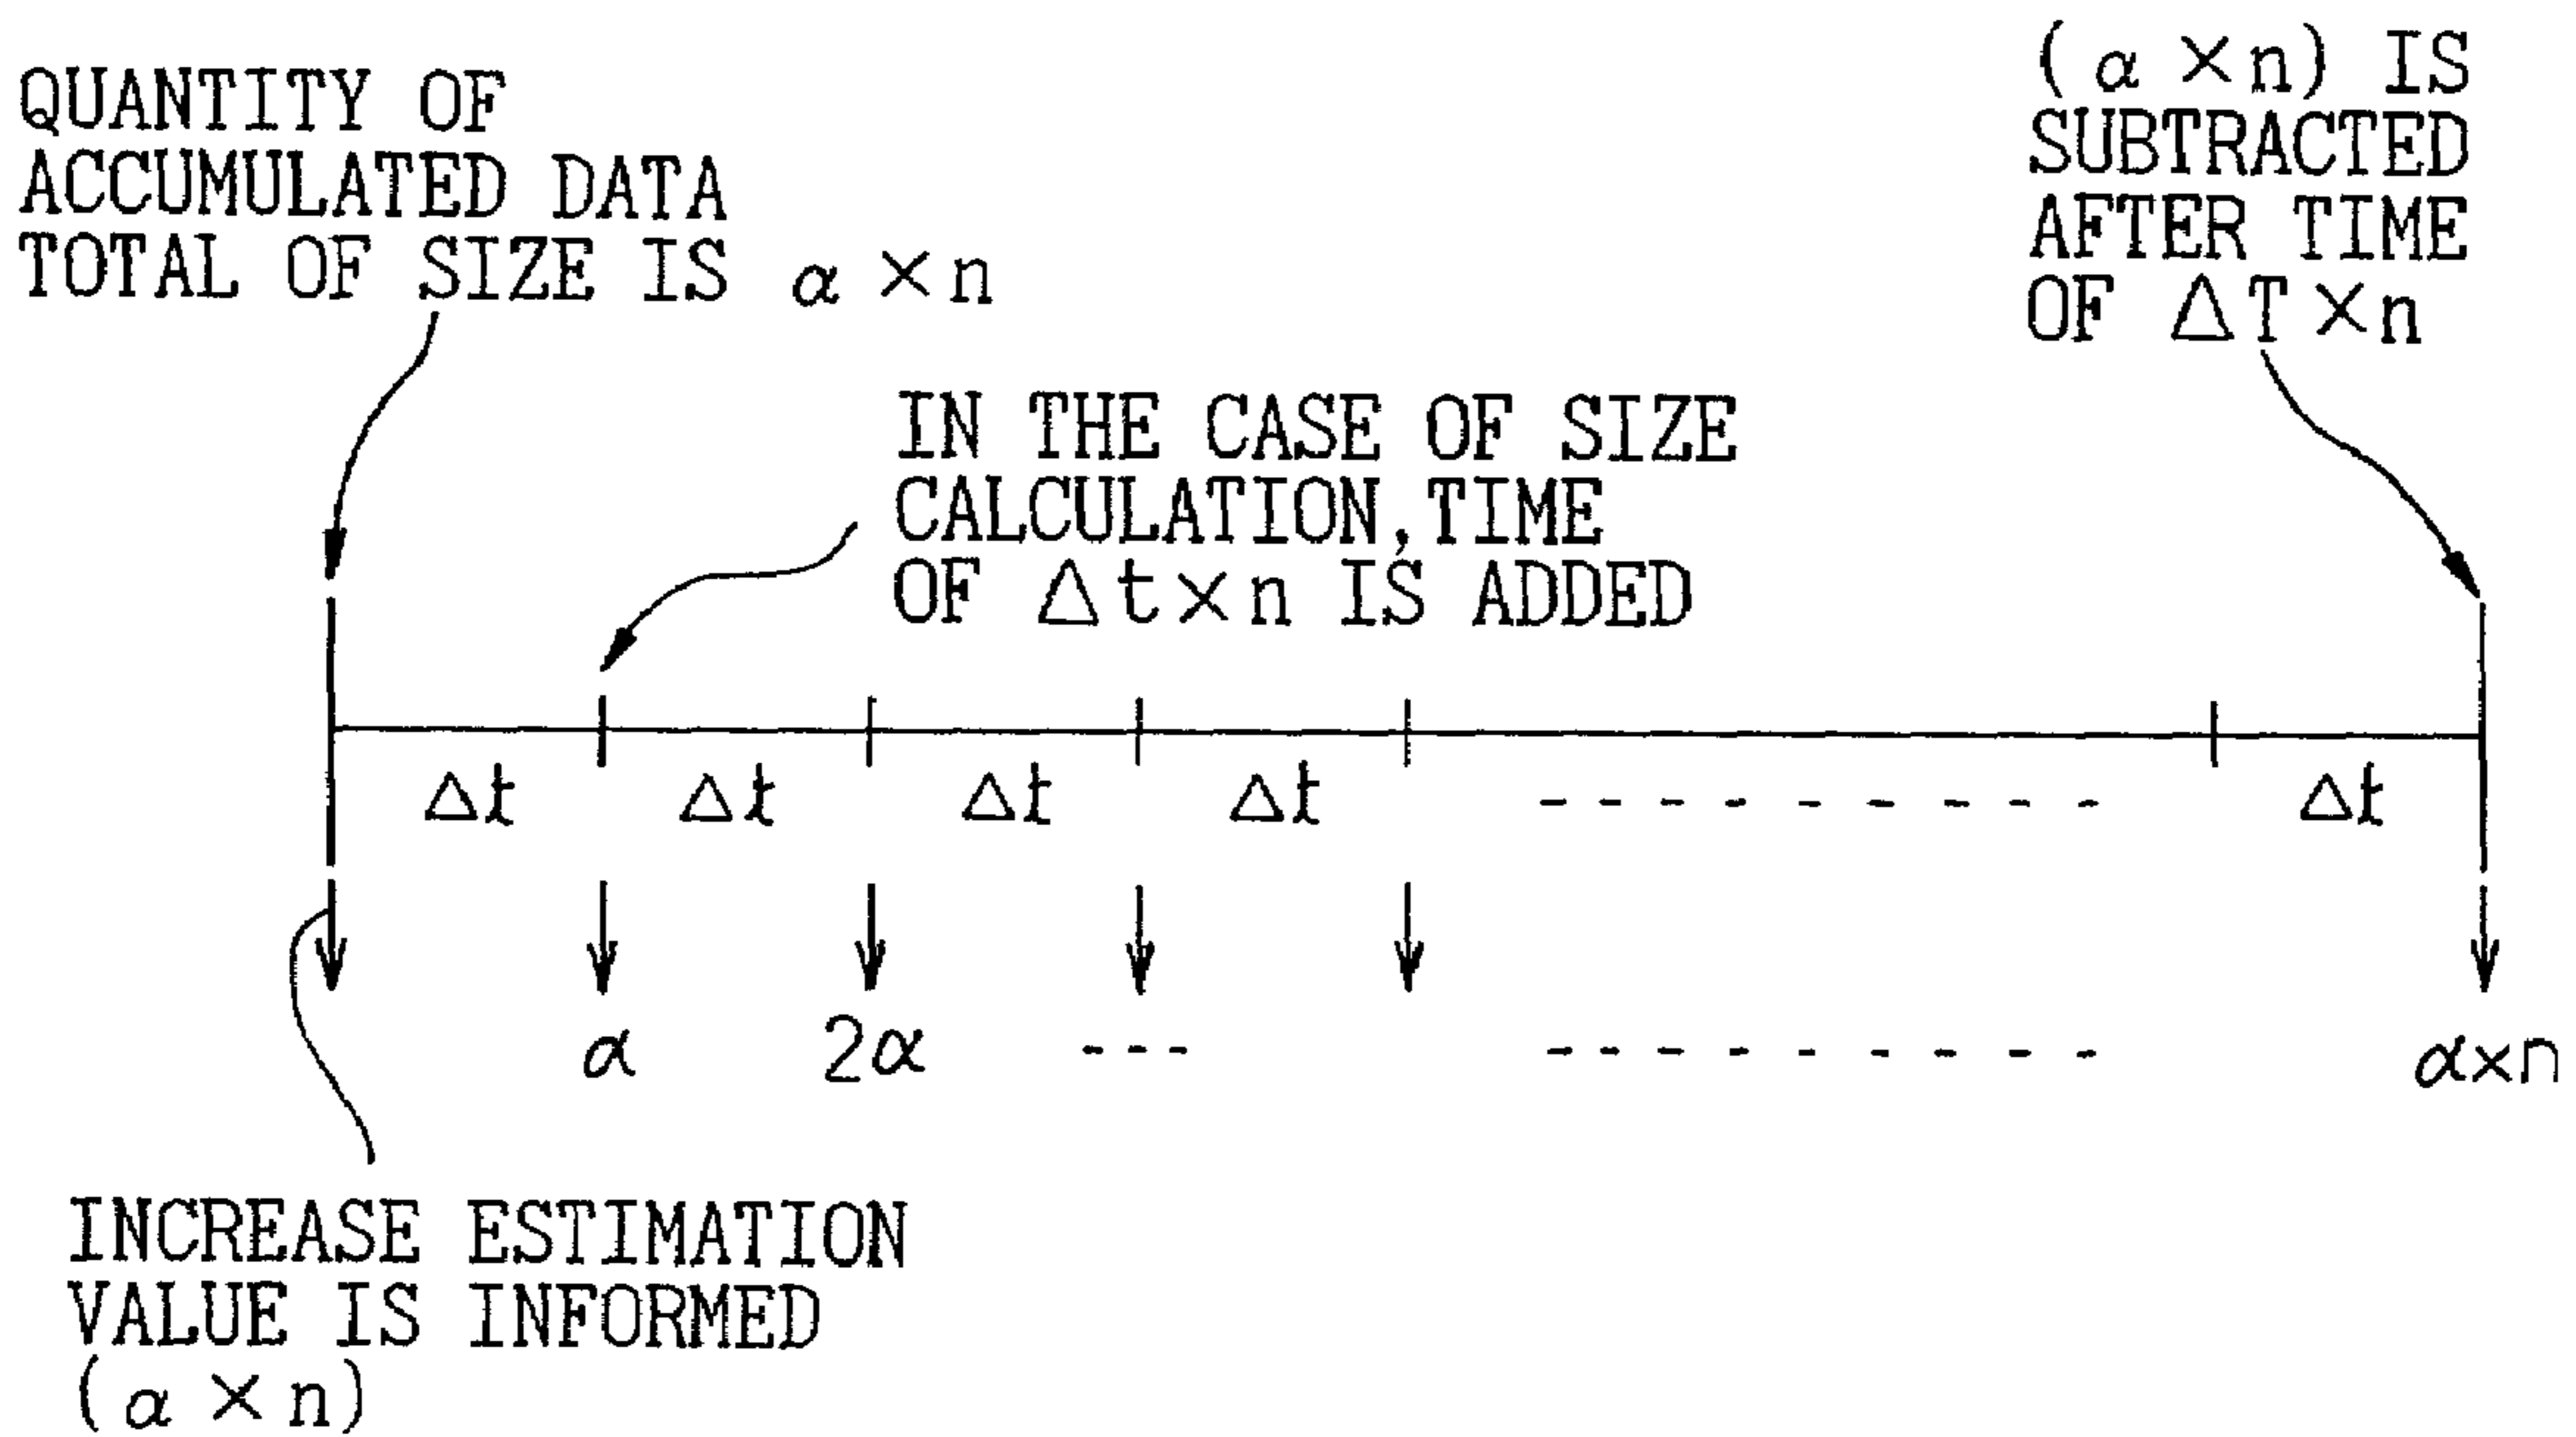 QUANTITY OF
ACCUMULATED DATA
TOTAL OF SIZE IS α ×n
(α ×n) IS
SUBTRACTED
AFTER TIME
OF ΔT×n
IN THE CASE OF SIZE
CALCULATION,TIME
OF Δt×n IS ADDED
Δt Δt Δt Δt - - - - - - - - - Δt
α 2α - - - - - - - - - - - - α×n
INCREASE ESTIMATION
VALUE IS INFORMED
(α ×n)